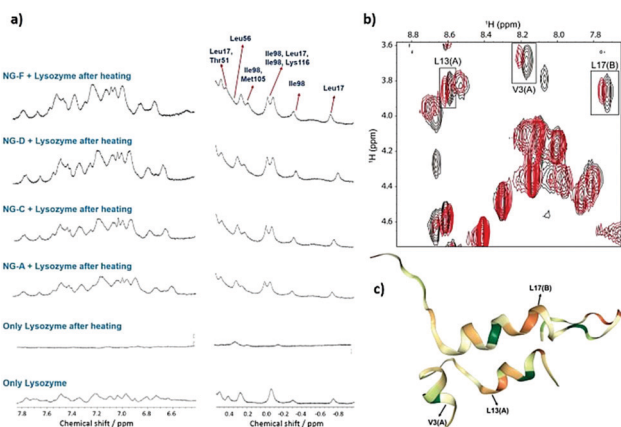 a)
NG-F + Lysozyme after heating
NG-D + Lysozyme after heating
NG-C + Lysozyme after heating
NG-A + Lysozyme after heating
Only Lysozyme after heating
Only Lysozyme
7.8 7.6 7.4 7.2 7.0 6.8 6.6
Chemical shift / ppm
Leu17,
Thr51
Leu56
Ile98,
Met105
Ile98, Leu17,
Ile98, Leu17,
Lys116
Ile98
Leu17
0.4 0.2 0.0 -0.2 -0.4 -0.6 -0.8
Chemical shift / ppm
b)
¹H (ppm)
8.8 8.6 8.4 8.2 8.0 7.8
¹H (ppm)
3.6
3.8
4.0
4.2
4.4
4.6
L13(A)
V3(A)
L17(B)
c)
L17(B)
V3(A)
L13(A)